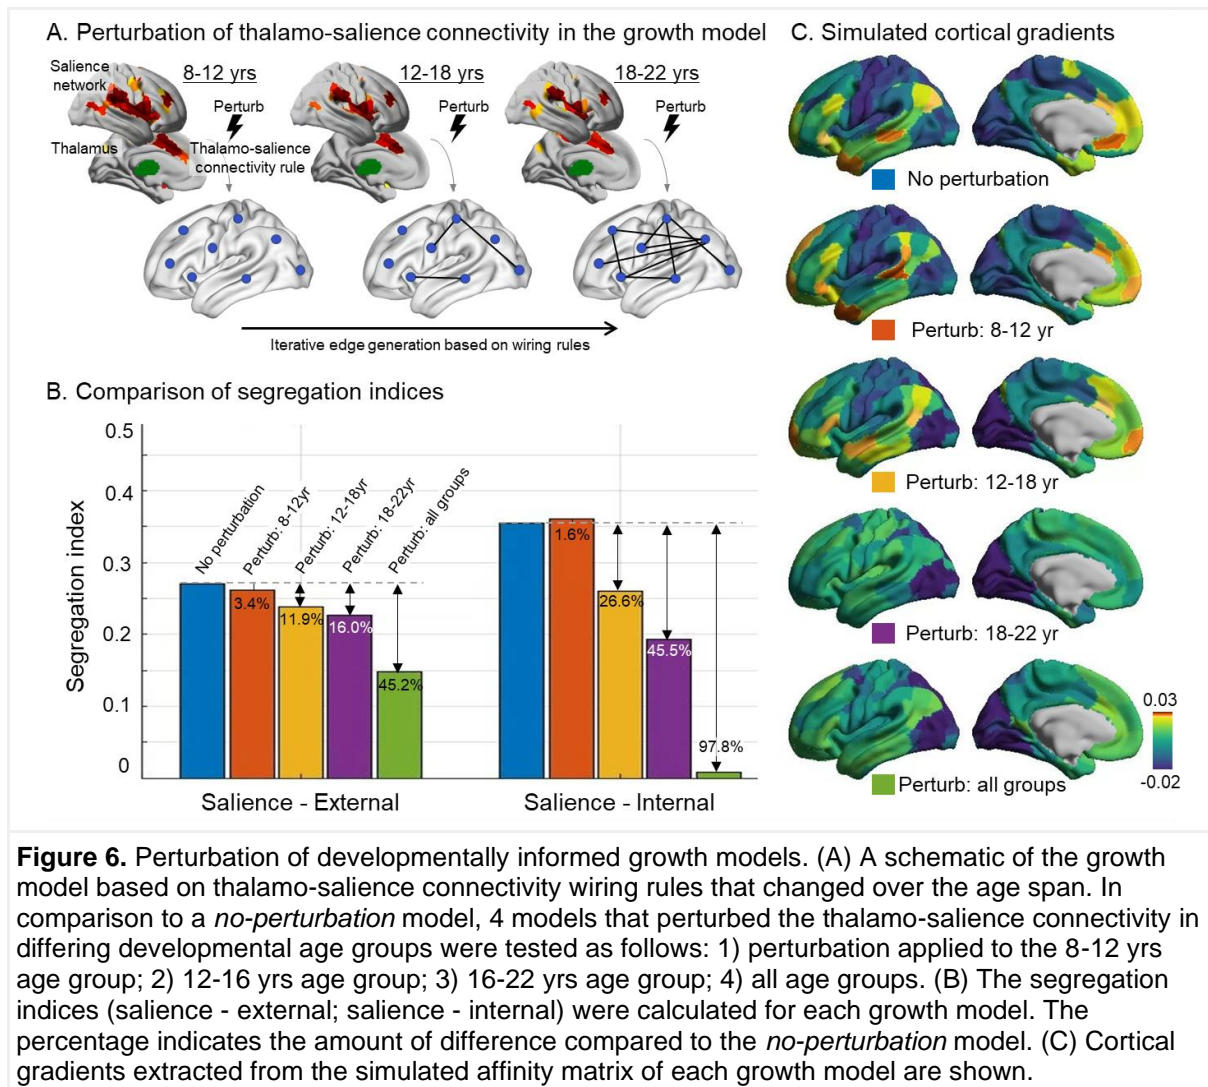 A. Perturbation of thalamo-salience connectivity in the growth model
Salience network
8-12 yrs
12-18 yrs
18-22 yrs
Perturb
Perturb
Perturb
Thalamus
Thalamo-salience
connectivity rule
Iterative edge generation based on wiring rules
B. Comparison of segregation indices
Segregation index
0.5
0.4
0.3
0.2
0.1
0
No perturbation
Perturb: 8-12yr
Perturb: 12-18yr
Perturb: 18-22yr
Perturb: all groups
3.4%
11.9%
16.0%
45.2%
1.6%
26.6%
45.5%
97.8%
Salience - External
Salience - Internal
C. Simulated cortical gradients
No perturbation
Perturb: 8-12 yr
Perturb: 12-18 yr
Perturb: 18-22 yr
Perturb: all groups
0.03
-0.02
Figure 6. Perturbation of developmentally informed growth models. (A) A schematic of the growth
model based on thalamo-salience connectivity wiring rules that changed over the age span. In
comparison to a no-perturbation model, 4 models that perturbed the thalamo-salience connectivity in
differing developmental age groups were tested as follows: 1) perturbation applied to the 8-12 yrs
age group; 2) 12-16 yrs age group; 3) 16-22 yrs age group; 4) all age groups. (B) The segregation
indices (salience - external; salience - internal) were calculated for each growth model. The
percentage indicates the amount of difference compared to the no-perturbation model. (C) Cortical
gradients extracted from the simulated affinity matrix of each growth model are shown.